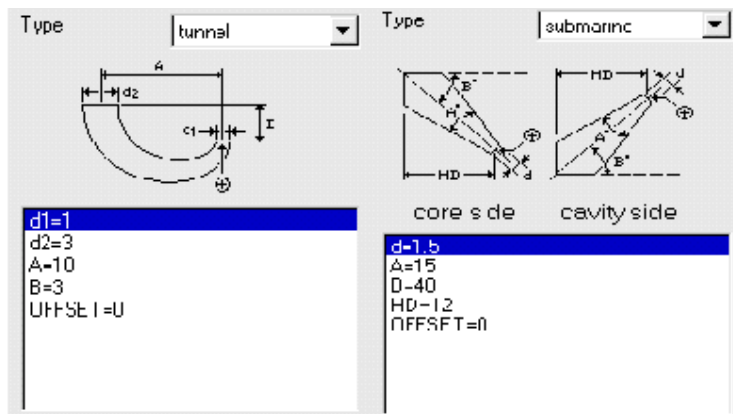 Type
tunnel
A
d2
d1
d1=1
d2=3
A=10
B=3
OFFSET=0
Type
submarine
B°
A°
HD
d
HD
d
A°
B°
core side
cavity side
d=1.5
A=15
B=40
HD=12
OFFSET=0